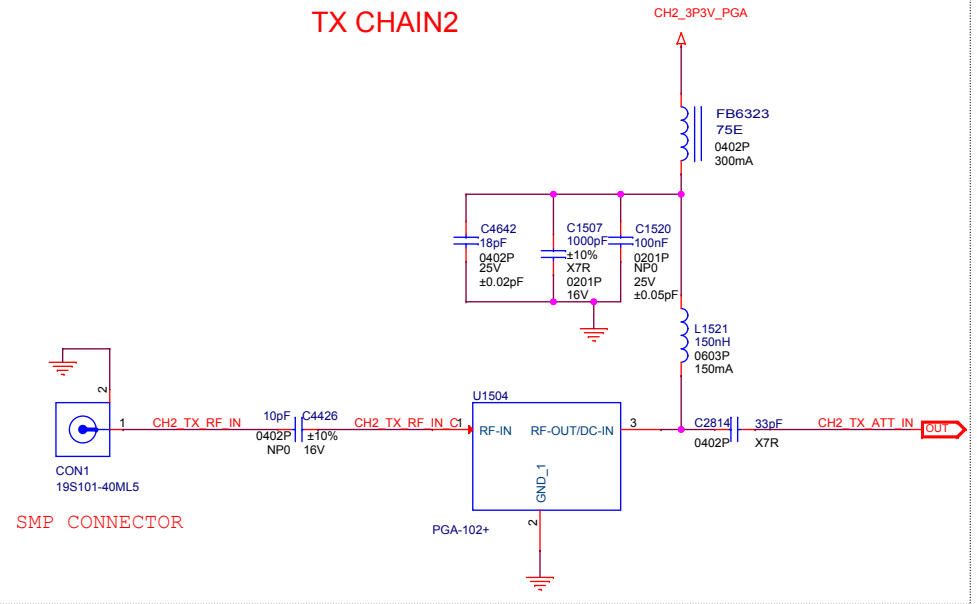 TX CHAIN2
CH2_3P3V_PGA
FB6323
75E
0402P
300mA
C4642
18pF
0402P
25V
±0.02pF
C1507
1000pF
±10%
X7R
0201P
16V
C1520
100nF
0201P
NP0
25V
±0.05pF
L1521
150nH
0603P
150mA
2
1
CH2_TX_RF_IN
10pF
C4426
0402P
±10%
NP0
16V
CH2_TX_RF_IN_C
1
U1504
RF-IN
RF-OUT/DC-IN
GND_1
3
2
PGA-102+
C2814
33pF
0402P
X7R
CH2_TX_ATT_IN
OUT
CON1
19S101-40ML5
SMP CONNECTOR